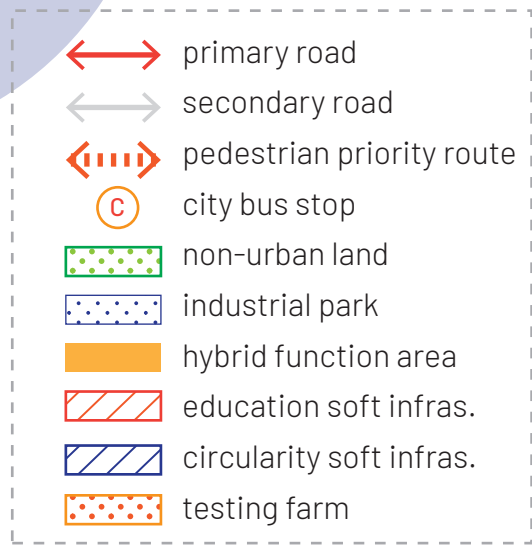 primary road
secondary road
pedestrian priority route
C city bus stop
non-urban land
industrial park
hybrid function area
education soft infras.
circularity soft infras.
testing farm